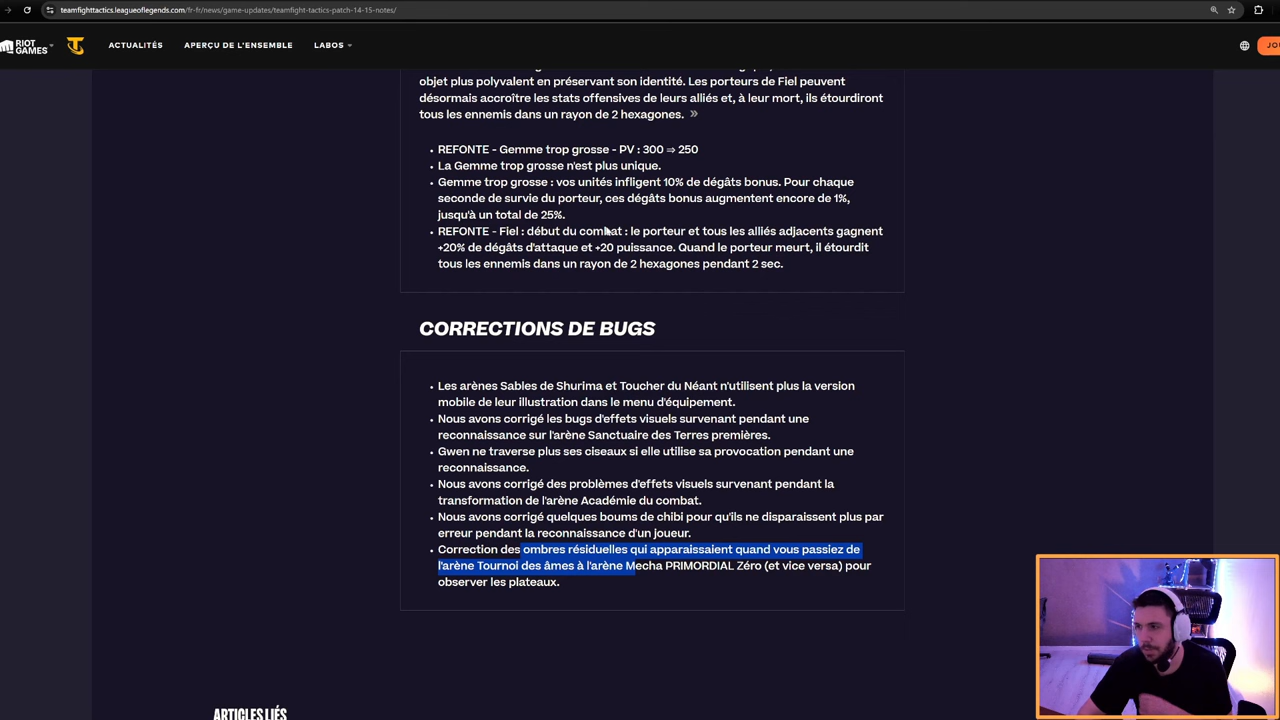 teamfighttactics.leagueoflegends.com/fr-fr/news/game-updates/teamfight-tactics-patch-14-15-notes/
RIOT GAMES
ACTUALITÉS
APERÇU DE L'ENSEMBLE
LABOS
JO
objet plus polyvalent en préservant son identité. Les porteurs de Fiel peuvent
désormais accroître les stats offensives de leurs alliés et, à leur mort, ils étourdiront
tous les ennemis dans un rayon de 2 hexagones. »
• REFONTE - Gemme trop grosse - PV : 300 ⇒ 250
• La Gemme trop grosse n'est plus unique.
• Gemme trop grosse : vos unités infligent 10% de dégâts bonus. Pour chaque
seconde de survie du porteur, ces dégâts bonus augmentent encore de 1%,
jusqu'à un total de 25%.
• REFONTE - Fiel : début du combat : le porteur et tous les alliés adjacents gagnent
+20% de dégâts d'attaque et +20 puissance. Quand le porteur meurt, il étourdit
tous les ennemis dans un rayon de 2 hexagones pendant 2 sec.
CORRECTIONS DE BUGS
• Les arènes Sables de Shurima et Toucher du Néant n'utilisent plus la version
mobile de leur illustration dans le menu d'équipement.
• Nous avons corrigé les bugs d'effets visuels survenant pendant une
reconnaissance sur l'arène Sanctuaire des Terres premières.
• Gwen ne traverse plus ses ciseaux si elle utilise sa provocation pendant une
reconnaissance.
• Nous avons corrigé des problèmes d'effets visuels survenant pendant la
transformation de l'arène Académie du combat.
• Nous avons corrigé quelques boums de chibi pour qu'ils ne disparaissent plus par
erreur pendant la reconnaissance d'un joueur.
• Correction des ombres résiduelles qui apparaissaient quand vous passiez de
l'arène Tournoi des âmes à l'arène Mecha PRIMORDIAL Zéro (et vice versa) pour
observer les plateaux.
ARTICLES LIÉS